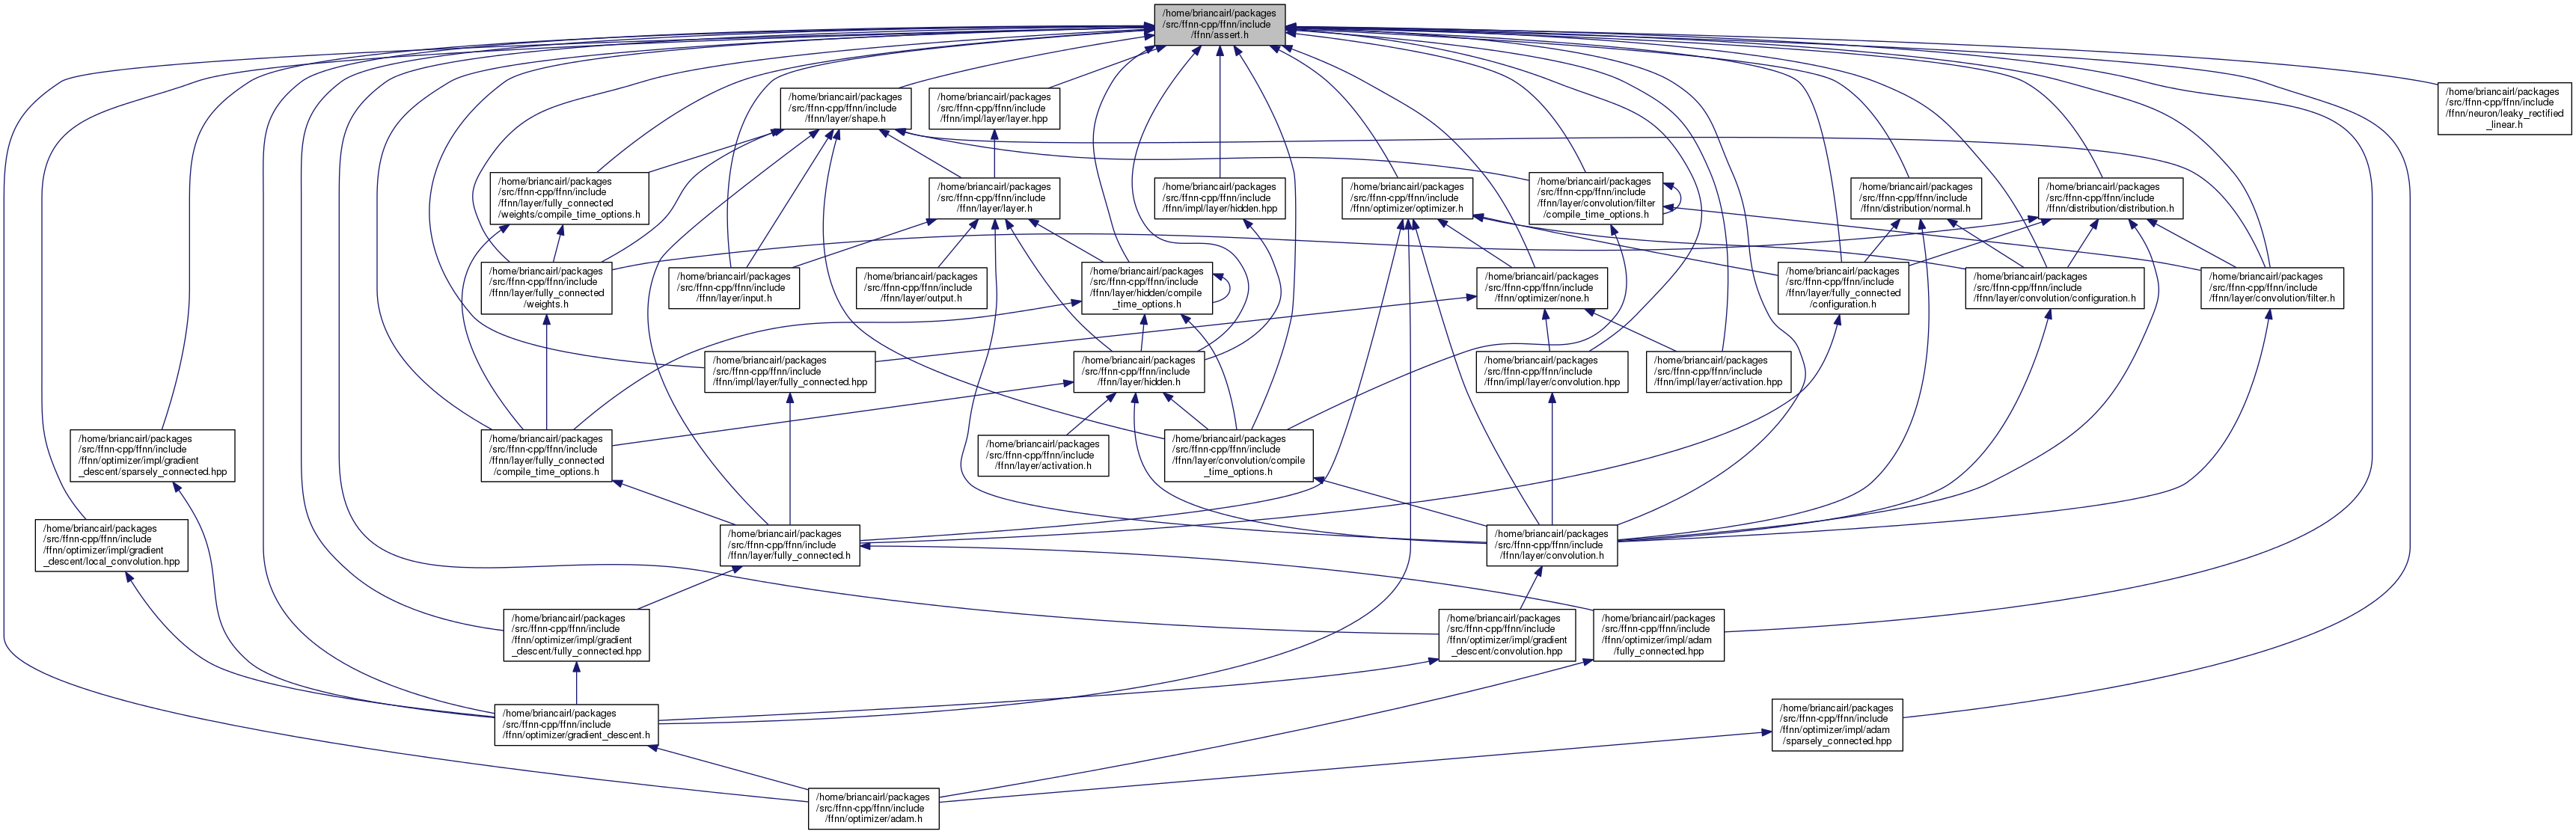 /home/briancairl/packages
/src/ffnn-cpp/ffnn/include
/ffnn/assert.h
/home/briancairl/packages
/src/ffnn-cpp/ffnn/include
/ffnn/neuron/leaky_rectified
_linear.h
/home/briancairl/packages
/src/ffnn-cpp/ffnn/include
/ffnn/layer/shape.h
/home/briancairl/packages
/src/ffnn-cpp/ffnn/include
/ffnn/impl/layer/layer.hpp
/home/briancairl/packages
/src/ffnn-cpp/ffnn/include
/ffnn/layer/fully_connected
/weights/compile_time_options.h
/home/briancairl/packages
/src/ffnn-cpp/ffnn/include
/ffnn/layer/layer.h
/home/briancairl/packages
/src/ffnn-cpp/ffnn/include
/ffnn/impl/layer/hidden.hpp
/home/briancairl/packages
/src/ffnn-cpp/ffnn/include
/ffnn/optimizer/optimizer.h
/home/briancairl/packages
/src/ffnn-cpp/ffnn/include
/ffnn/layer/convolution/filter
/compile_time_options.h
/home/briancairl/packages
/src/ffnn-cpp/ffnn/include
/ffnn/distribution/normal.h
/home/briancairl/packages
/src/ffnn-cpp/ffnn/include
/ffnn/distribution/distribution.h
/home/briancairl/packages
/src/ffnn-cpp/ffnn/include
/ffnn/layer/fully_connected
/weights.h
/home/briancairl/packages
/src/ffnn-cpp/ffnn/include
/ffnn/layer/input.h
/home/briancairl/packages
/src/ffnn-cpp/ffnn/include
/ffnn/layer/output.h
/home/briancairl/packages
/src/ffnn-cpp/ffnn/include
/ffnn/layer/hidden/compile
_time_options.h
/home/briancairl/packages
/src/ffnn-cpp/ffnn/include
/ffnn/optimizer/none.h
/home/briancairl/packages
/src/ffnn-cpp/ffnn/include
/ffnn/layer/fully_connected
/configuration.h
/home/briancairl/packages
/src/ffnn-cpp/ffnn/include
/ffnn/layer/convolution/configuration.h
/home/briancairl/packages
/src/ffnn-cpp/ffnn/include
/ffnn/layer/convolution/filter.h
/home/briancairl/packages
/src/ffnn-cpp/ffnn/include
/ffnn/impl/layer/fully_connected.hpp
/home/briancairl/packages
/src/ffnn-cpp/ffnn/include
/ffnn/layer/hidden.h
/home/briancairl/packages
/src/ffnn-cpp/ffnn/include
/ffnn/impl/layer/convolution.hpp
/home/briancairl/packages
/src/ffnn-cpp/ffnn/include
/ffnn/impl/layer/activation.hpp
/home/briancairl/packages
/src/ffnn-cpp/ffnn/include
/ffnn/optimizer/impl/gradient
_descent/sparsely_connected.hpp
/home/briancairl/packages
/src/ffnn-cpp/ffnn/include
/ffnn/layer/fully_connected
/compile_time_options.h
/home/briancairl/packages
/src/ffnn-cpp/ffnn/include
/ffnn/layer/activation.h
/home/briancairl/packages
/src/ffnn-cpp/ffnn/include
/ffnn/layer/convolution/compile
_time_options.h
/home/briancairl/packages
/src/ffnn-cpp/ffnn/include
/ffnn/optimizer/impl/gradient
_descent/local_convolution.hpp
/home/briancairl/packages
/src/ffnn-cpp/ffnn/include
/ffnn/layer/fully_connected.h
/home/briancairl/packages
/src/ffnn-cpp/ffnn/include
/ffnn/layer/convolution.h
/home/briancairl/packages
/src/ffnn-cpp/ffnn/include
/ffnn/optimizer/impl/gradient
_descent/fully_connected.hpp
/home/briancairl/packages
/src/ffnn-cpp/ffnn/include
/ffnn/optimizer/impl/gradient
_descent/convolution.hpp
/home/briancairl/packages
/src/ffnn-cpp/ffnn/include
/ffnn/optimizer/impl/adam
/fully_connected.hpp
/home/briancairl/packages
/src/ffnn-cpp/ffnn/include
/ffnn/optimizer/gradient_descent.h
/home/briancairl/packages
/src/ffnn-cpp/ffnn/include
/ffnn/optimizer/impl/adam
/sparsely_connected.hpp
/home/briancairl/packages
/src/ffnn-cpp/ffnn/include
/ffnn/optimizer/adam.h